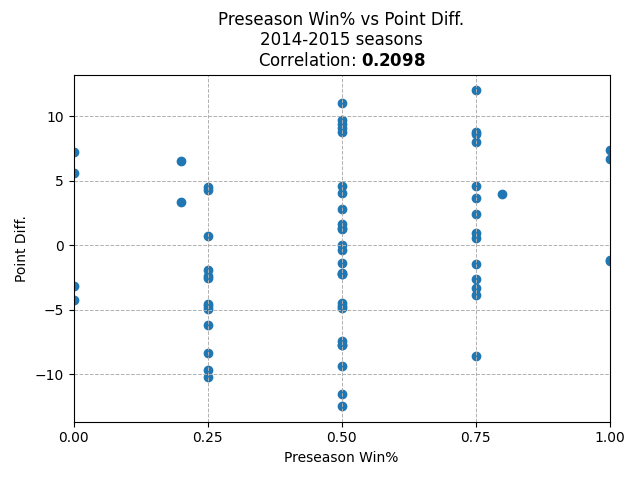 Preseason Win% vs Point Diff.
2014-2015 seasons
Correlation: 0.2098
Point Diff.
10
5
0
−5
−10
0.00 0.25 0.50 0.75 1.00
Preseason Win%